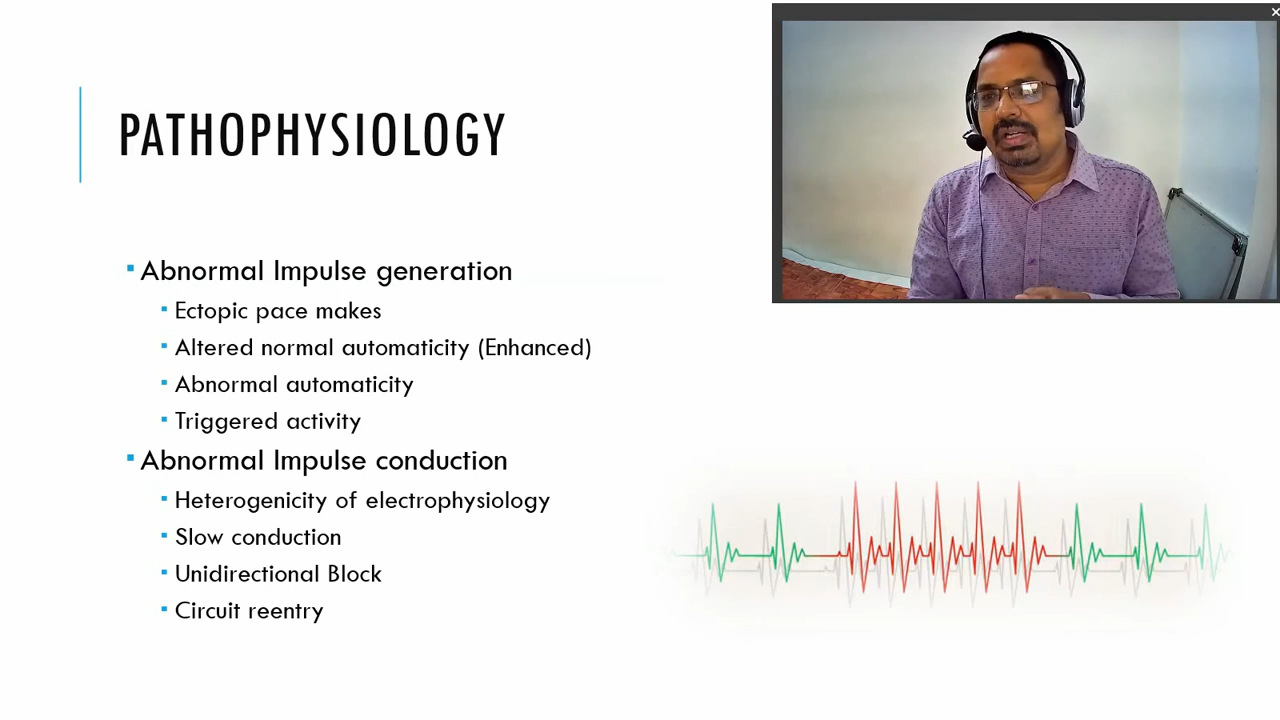 PATHOPHYSIOLOGY
Abnormal Impulse generation
Ectopic pace makes
Altered normal automaticity (Enhanced)
Abnormal automaticity
Triggered activity
Abnormal Impulse conduction
Heterogenicity of electrophysiology
Slow conduction
Unidirectional Block
Circuit reentry